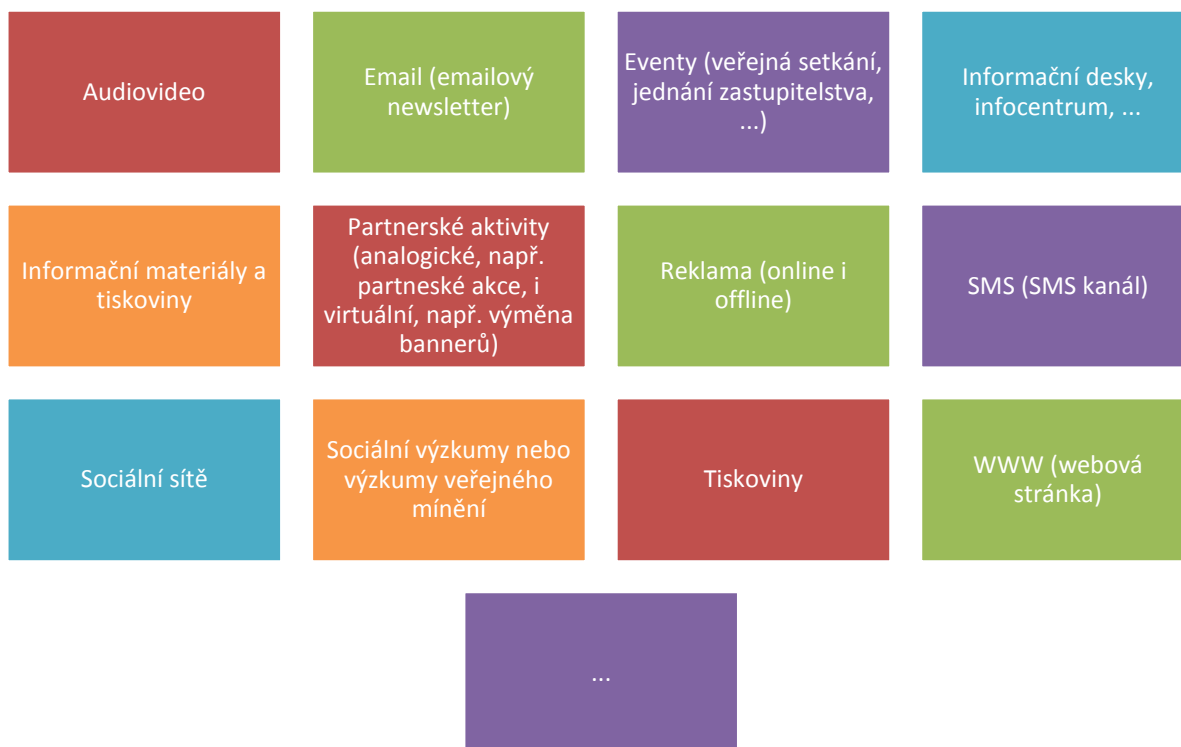 Audiovideo
Email (emailový
newsletter)
Eventy (veřejná setkání,
jednání zastupitelstva,
...)
Informační desky,
infocentrum, ...
Informační materiály a
tiskoviny
Partnerské aktivity
(analogické, např.
partneské akce, i
virtuální, např. výměna
bannerů)
Reklama (online i
offline)
SMS (SMS kanál)
Sociální sítě
Sociální výzkumy nebo
výzkumy veřejného
mínění
Tiskoviny
WWW (webová
stránka)
...